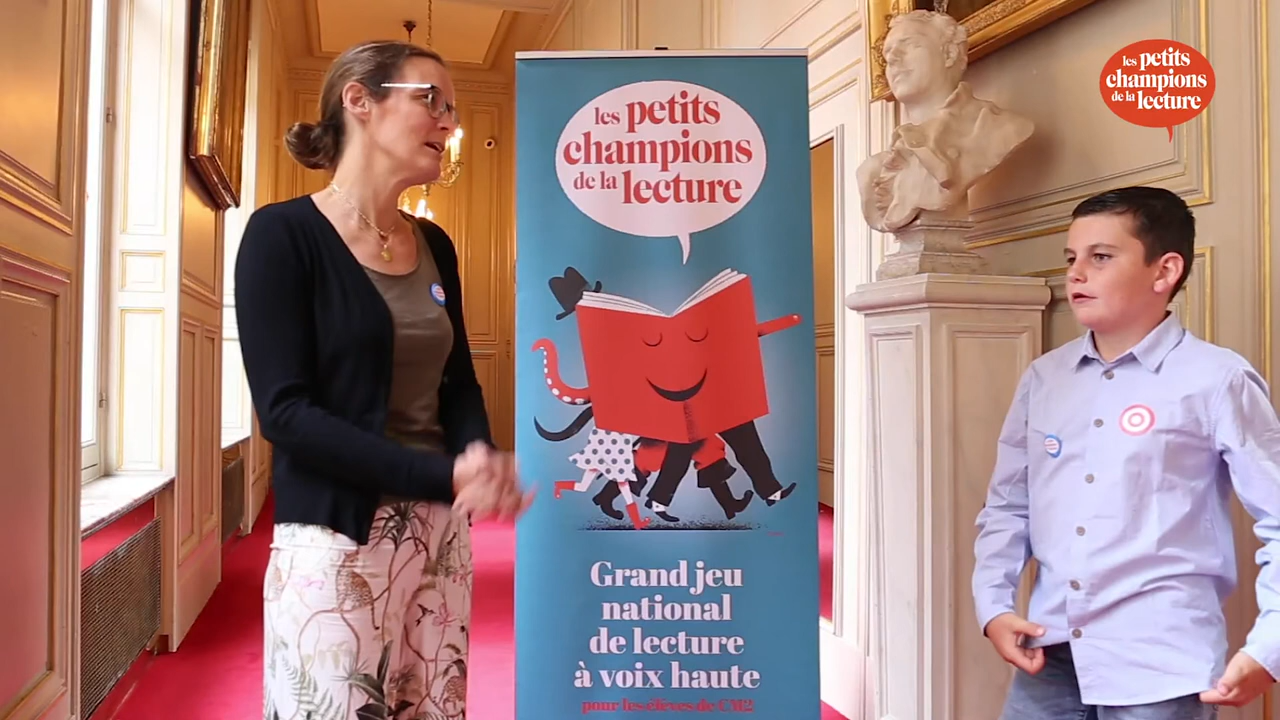 les petits
champions
de la lecture
Grand jeu
national
de lecture
à voix haute
pour les élèves de CM2
les petits
champions
de la lecture